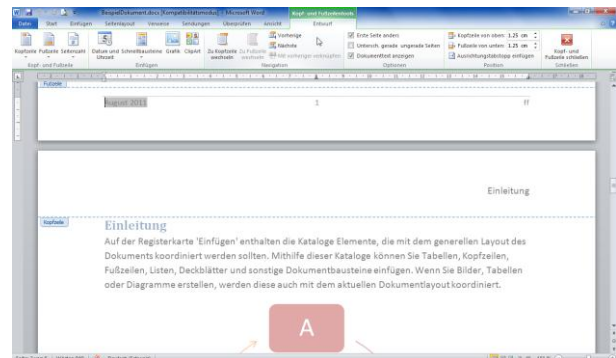 BeispielDokument.docx [Kompatibilitätsmodus] - Microsoft Word
Kopf- und Fußzeilentools
Datei Start Einfügen Seitenlayout Verweise Sendungen Überprüfen Ansicht Entwurf
Kopfzeile Fußzeile Seitenzahl Datum und Uhrzeit Schnellbausteine Grafik ClipArt Zu Kopfzeile wechseln Zu Fußzeile wechseln
Vorherige
Nächste
Mit vorheriger verknüpfen
Erste Seite anders
Untersch. gerade ungerade Seiten
Dokumenttext anzeigen
Kopfzeile von oben: 1.25 cm
Fußzeile von unten: 1.25 cm
Ausrichtungstabstopp einfügen
Kopf- und Fußzeile schließen
Kopf- und Fußzeile Einfügen Navigation Optionen Position Schließen
Fußzeile
August 2011 1 ff
Einleitung
Kopfzeile
Einleitung
Auf der Registerkarte 'Einfügen' enthalten die Kataloge Elemente, die mit dem generellen Layout des
Dokuments koordiniert werden sollten. Mithilfe dieser Kataloge können Sie Tabellen, Kopfzeilen,
Fußzeilen, Listen, Deckblätter und sonstige Dokumentbausteine einfügen. Wenn Sie Bilder, Tabellen
oder Diagramme erstellen, werden diese auch mit dem aktuellen Dokumentlayout koordiniert.
A